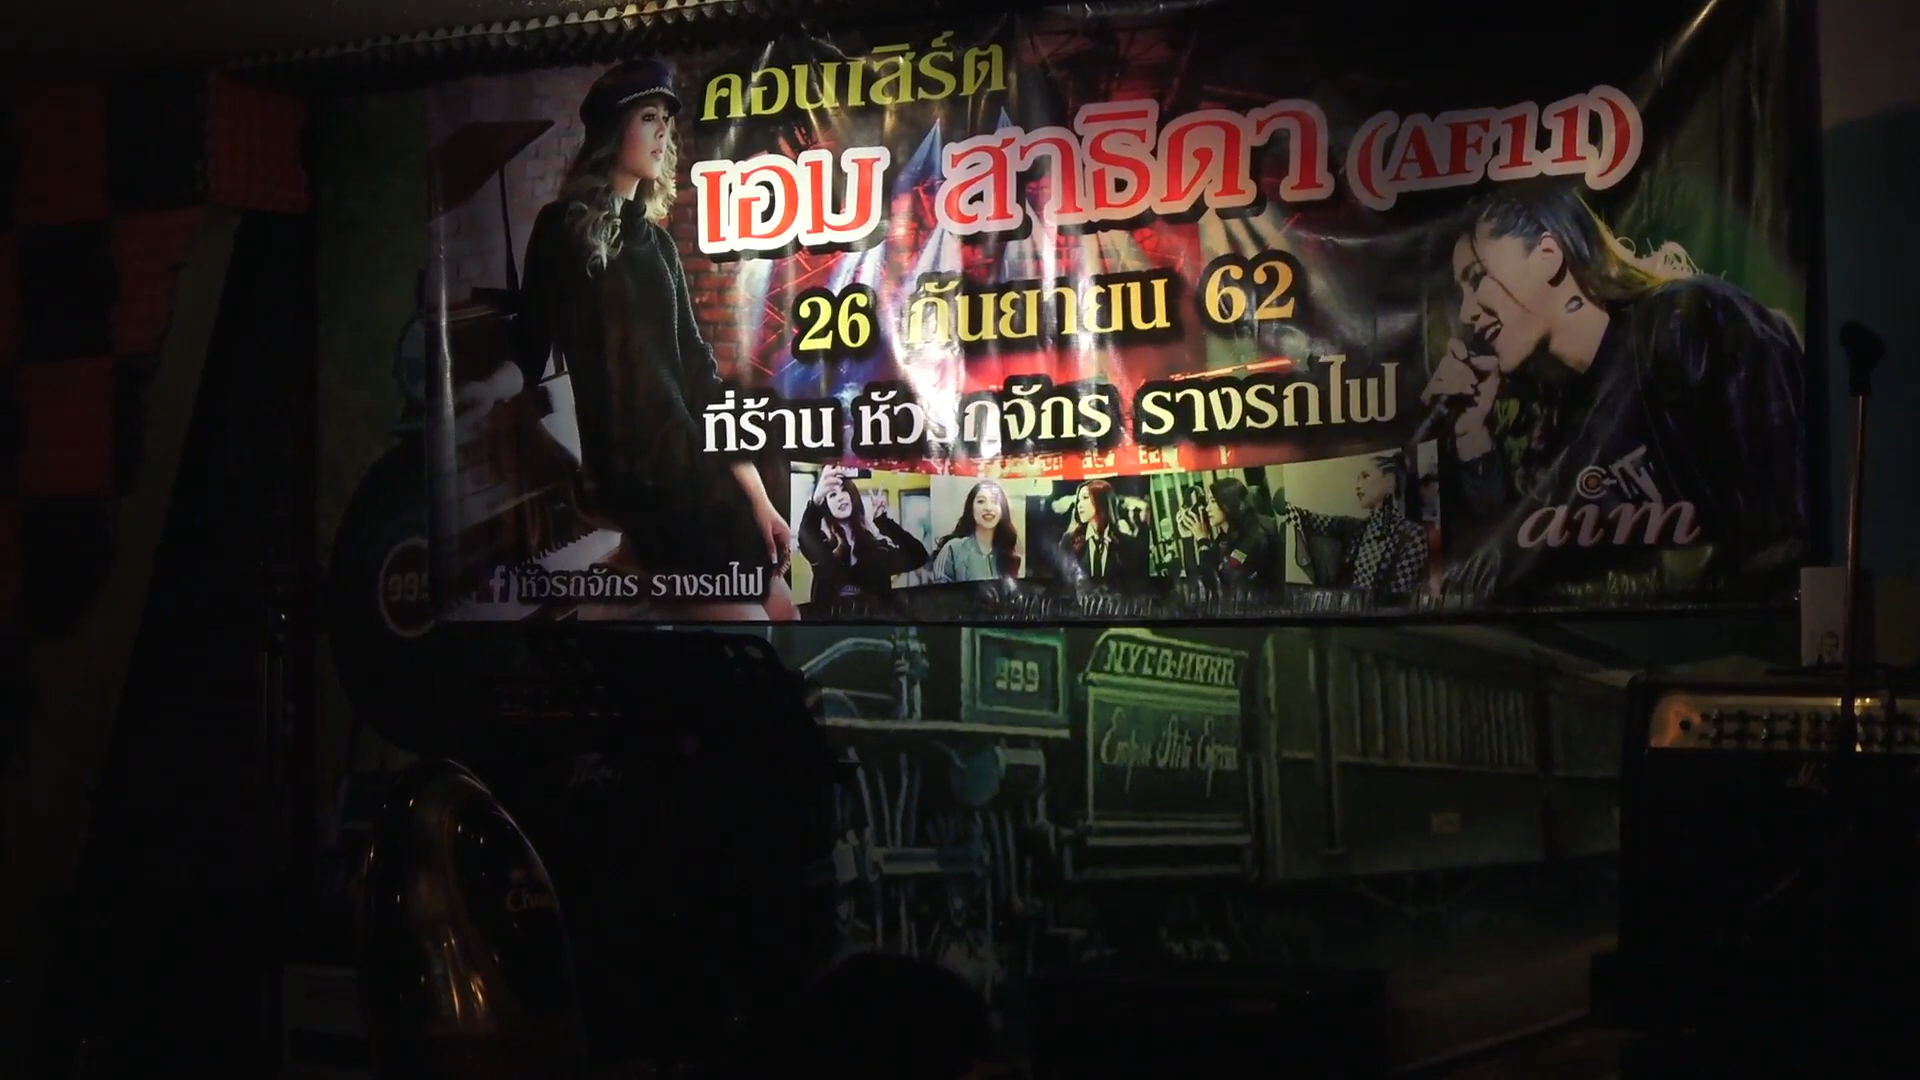 คอนเสิร์ต
เอม สาธิดา (AF11)
26 กันยายน 62
ที่ร้าน หัวรถจักร รางรถไฟ
aim
f หัวรถจักร รางรถไฟ
999
999
NYC&HRRR
Empire State Express